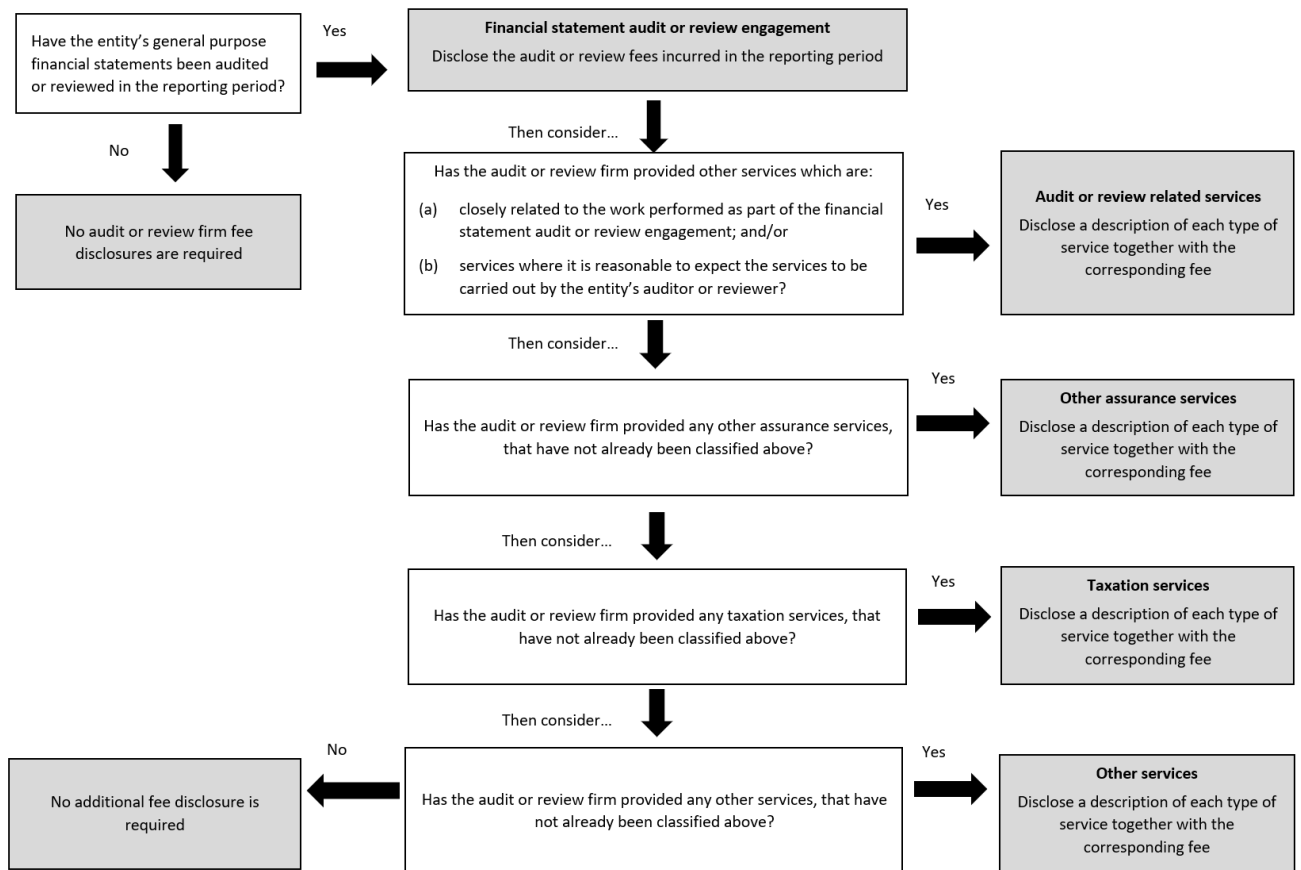 Have the entity’s general purpose
financial statements been audited
or reviewed in the reporting period?
Yes
Financial statement audit or review engagement
Disclose the audit or review fees incurred in the reporting period
No
No audit or review firm fee
disclosures are required
Then consider…
Has the audit or review firm provided other services which are:
(a) closely related to the work performed as part of the financial
statement audit or review engagement; and/or
(b) services where it is reasonable to expect the services to be
carried out by the entity’s auditor or reviewer?
Yes
Audit or review related services
Disclose a description of each type of
service together with the
corresponding fee
Then consider…
Has the audit or review firm provided any other assurance services,
that have not already been classified above?
Yes
Other assurance services
Disclose a description of each type of
service together with the
corresponding fee
Then consider…
Has the audit or review firm provided any taxation services, that
have not already been classified above?
Yes
Taxation services
Disclose a description of each type of
service together with the
corresponding fee
Then consider…
Has the audit or review firm provided any other services, that have
not already been classified above?
No
No additional fee disclosure is
required
Yes
Other services
Disclose a description of each type of
service together with the
corresponding fee